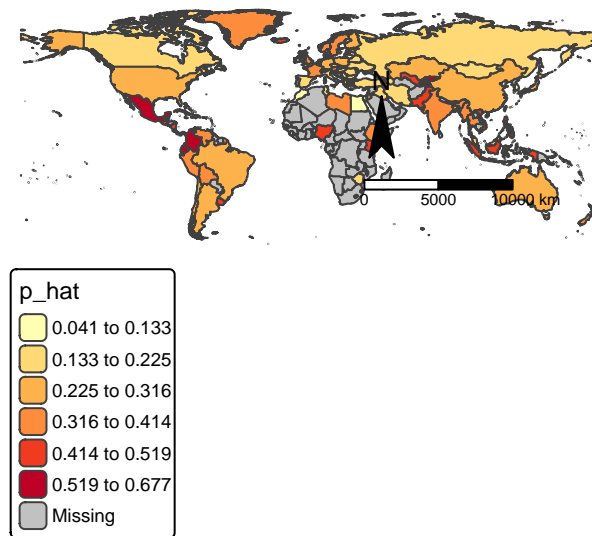 N
0 5000 10000 km
p_hat
0.041 to 0.133
0.133 to 0.225
0.225 to 0.316
0.316 to 0.414
0.414 to 0.519
0.519 to 0.677
Missing